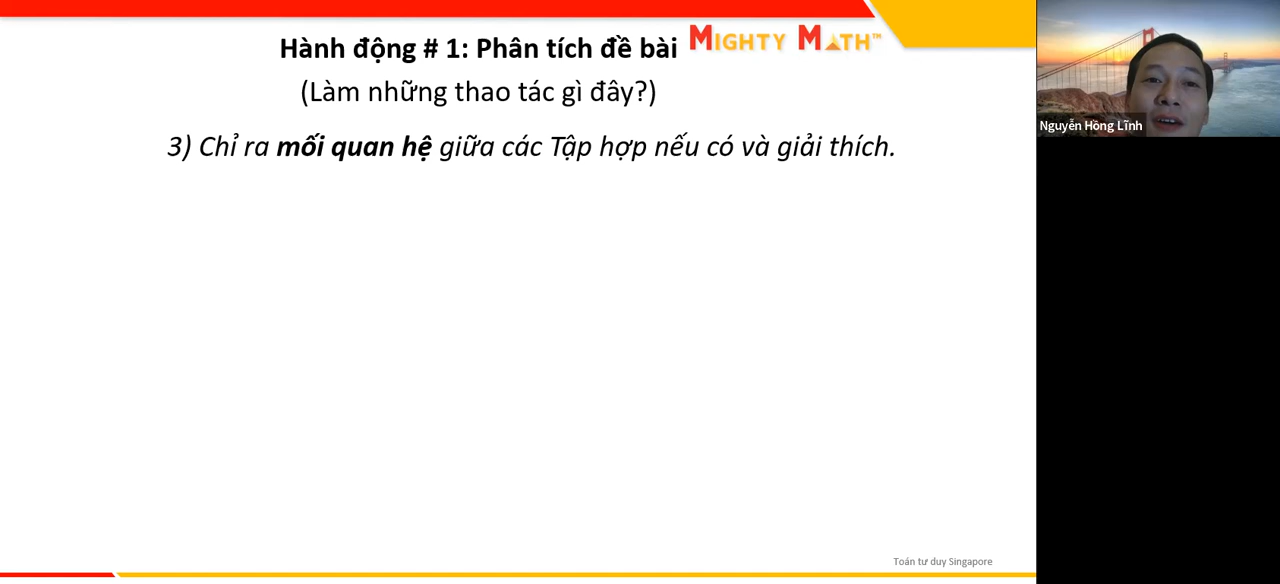 Hành động # 1: Phân tích đề bài
MIGHTY MATH™
(Làm những thao tác gì đây?)
3) Chỉ ra mối quan hệ giữa các Tập hợp nếu có và giải thích.
Nguyễn Hồng Lĩnh
Toán tư duy Singapore